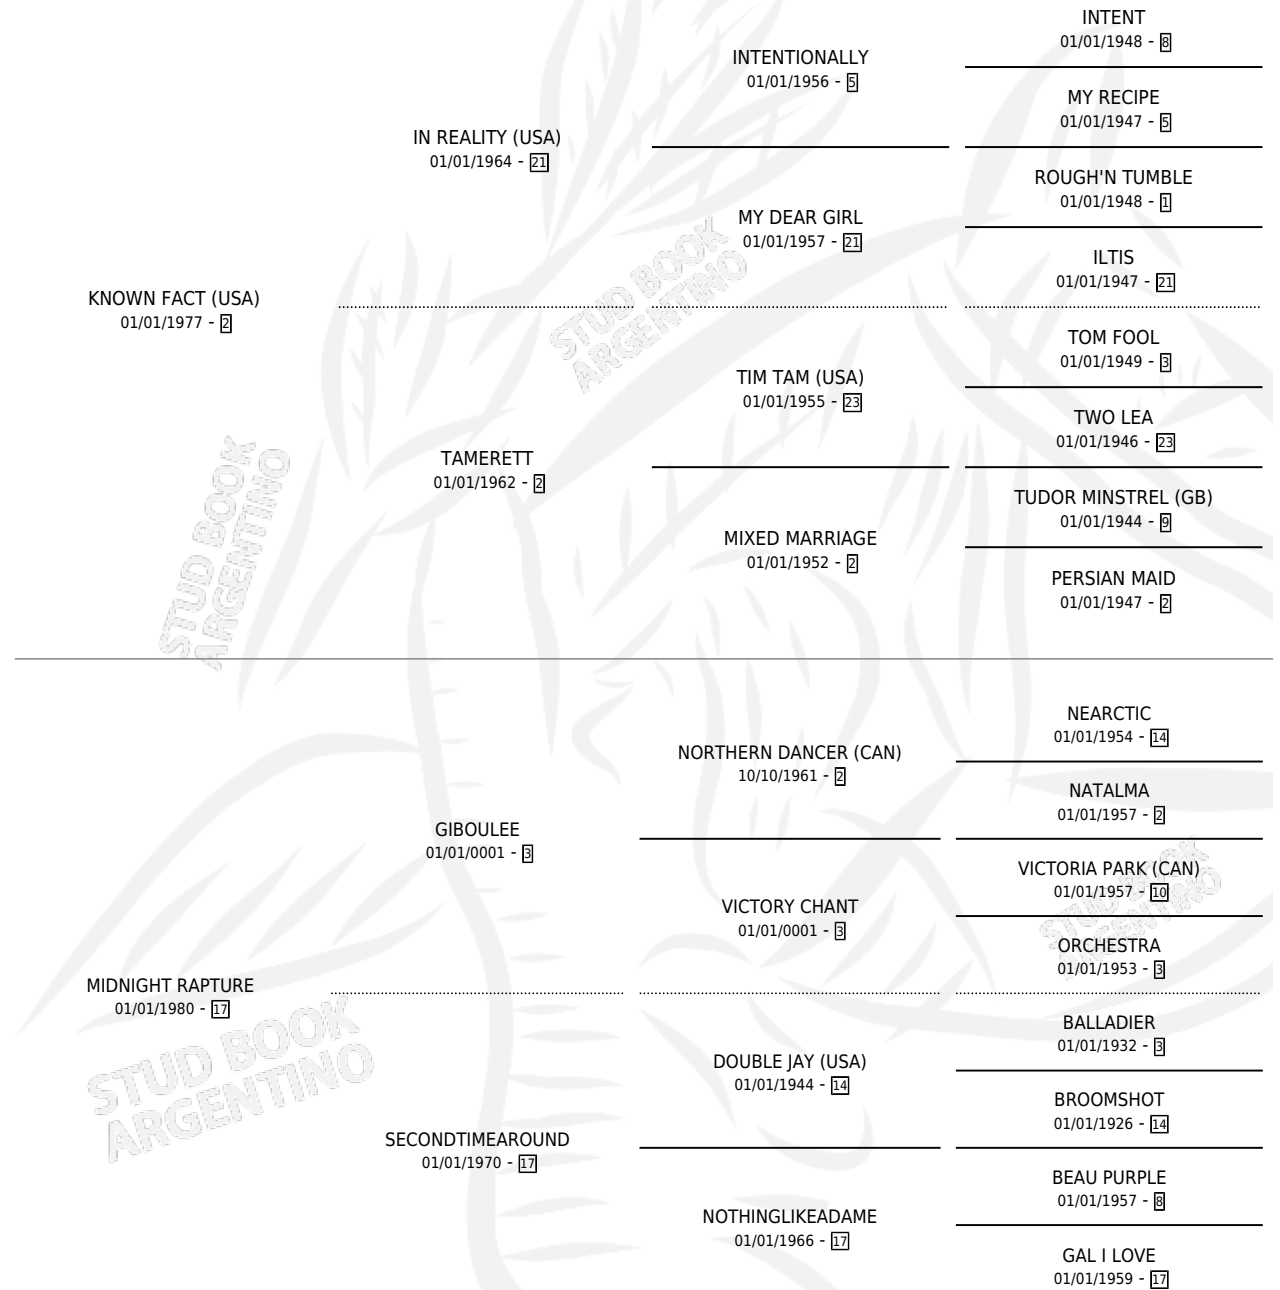 INTENT
01/01/1948 - 8
INTENTIONALLY
01/01/1956 - 5
MY RECIPE
01/01/1947 - 5
IN REALITY (USA)
01/01/1964 - 21
ROUGH'N TUMBLE
01/01/1948 - 1
MY DEAR GIRL
01/01/1957 - 21
ILTIS
01/01/1947 - 21
KNOWN FACT (USA)
01/01/1977 - 2
STUD BOOK
ARGENTINO
TOM FOOL
01/01/1949 - 3
TIM TAM (USA)
01/01/1955 - 23
TWO LEA
01/01/1946 - 23
TAMERETT
01/01/1962 - 2
TUDOR MINSTREL (GB)
01/01/1944 - 9
MIXED MARRIAGE
01/01/1952 - 2
PERSIAN MAID
01/01/1947 - 2
STUD BOOK
ARGENTINO
NEARCTIC
01/01/1954 - 14
NORTHERN DANCER (CAN)
10/10/1961 - 2
NATALMA
01/01/1957 - 2
GIBOULEE
01/01/0001 - 3
VICTORIA PARK (CAN)
01/01/1957 - 10
VICTORY CHANT
01/01/0001 - 3
STUD BOOK
ARGENTINO
ORCHESTRA
01/01/1953 - 3
MIDNIGHT RAPTURE
01/01/1980 - 17
BALLADIER
01/01/1932 - 3
STUD BOOK
ARGENTINO
DOUBLE JAY (USA)
01/01/1944 - 14
BROOMSHOT
01/01/1926 - 14
SECONDTIMEAROUND
01/01/1970 - 17
BEAU PURPLE
01/01/1957 - 8
NOTHINGLIKEADAME
01/01/1966 - 17
GAL I LOVE
01/01/1959 - 17